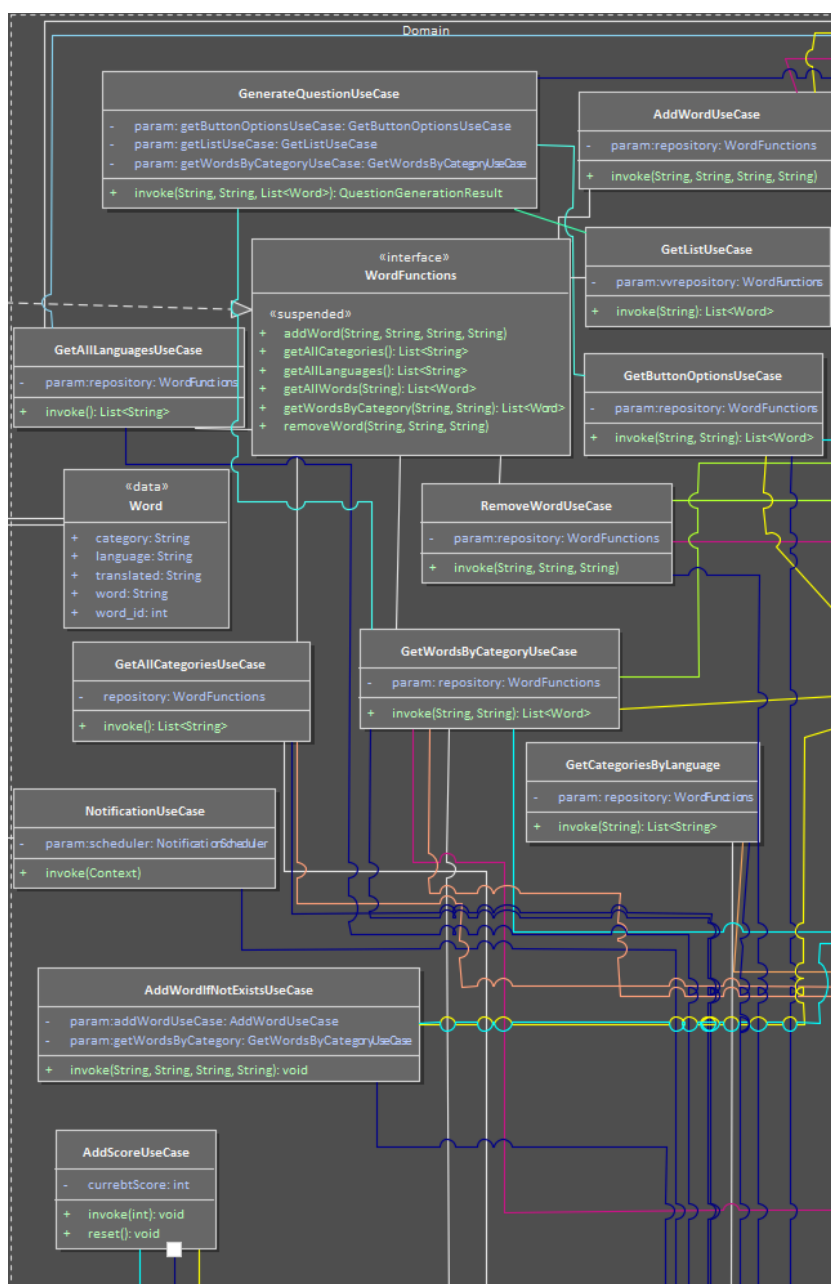 Domain
GenerateQuestionUseCase
- param: getButtonOptionsUseCase: GetButtonOptionsUseCase
- param: getListUseCase: GetListUseCase
- param: getWordsByCategoryUseCase: GetWordsByCategoryUseCase
+ invoke(String, String, List<Word>): QuestionGenerationResult
AddWordUseCase
- param:repository: WordFunctions
+ invoke(String, String, String, String)
«interface»
WordFunctions
«suspended»
+ addWord(String, String, String, String)
+ getAllCategories(): List<String>
+ getAllLanguages(): List<String>
+ getAllWords(String): List<Word>
+ getWordsByCategory(String, String): List<Word>
+ removeWord(String, String, String)
GetListUseCase
- param:vvrepository: WordFunctions
+ invoke(String): List<Word>
GetAllLanguagesUseCase
- param:repository: WordFunctions
+ invoke(): List<String>
GetButtonOptionsUseCase
- param:repository: WordFunctions
+ invoke(String, String): List<Word>
«data»
Word
+ category: String
+ language: String
+ translated: String
+ word: String
+ word_id: int
RemoveWordUseCase
- param:repository: WordFunctions
+ invoke(String, String, String)
GetAllCategoriesUseCase
- repository: WordFunctions
+ invoke(): List<String>
GetWordsByCategoryUseCase
- param: repository: WordFunctions
+ invoke(String, String): List<Word>
GetCategoriesByLanguage
- param: repository: WordFunctions
+ invoke(String): List<String>
NotificationUseCase
- param:scheduler: NotificationScheduler
+ invoke(Context)
AddWordIfNotExistsUseCase
- param:addWordUseCase: AddWordUseCase
- param:getWordsByCategory: GetWordsByCategoryUseCase
+ invoke(String, String, String, String): void
AddScoreUseCase
- currebtScore: int
+ invoke(int): void
+ reset(): void